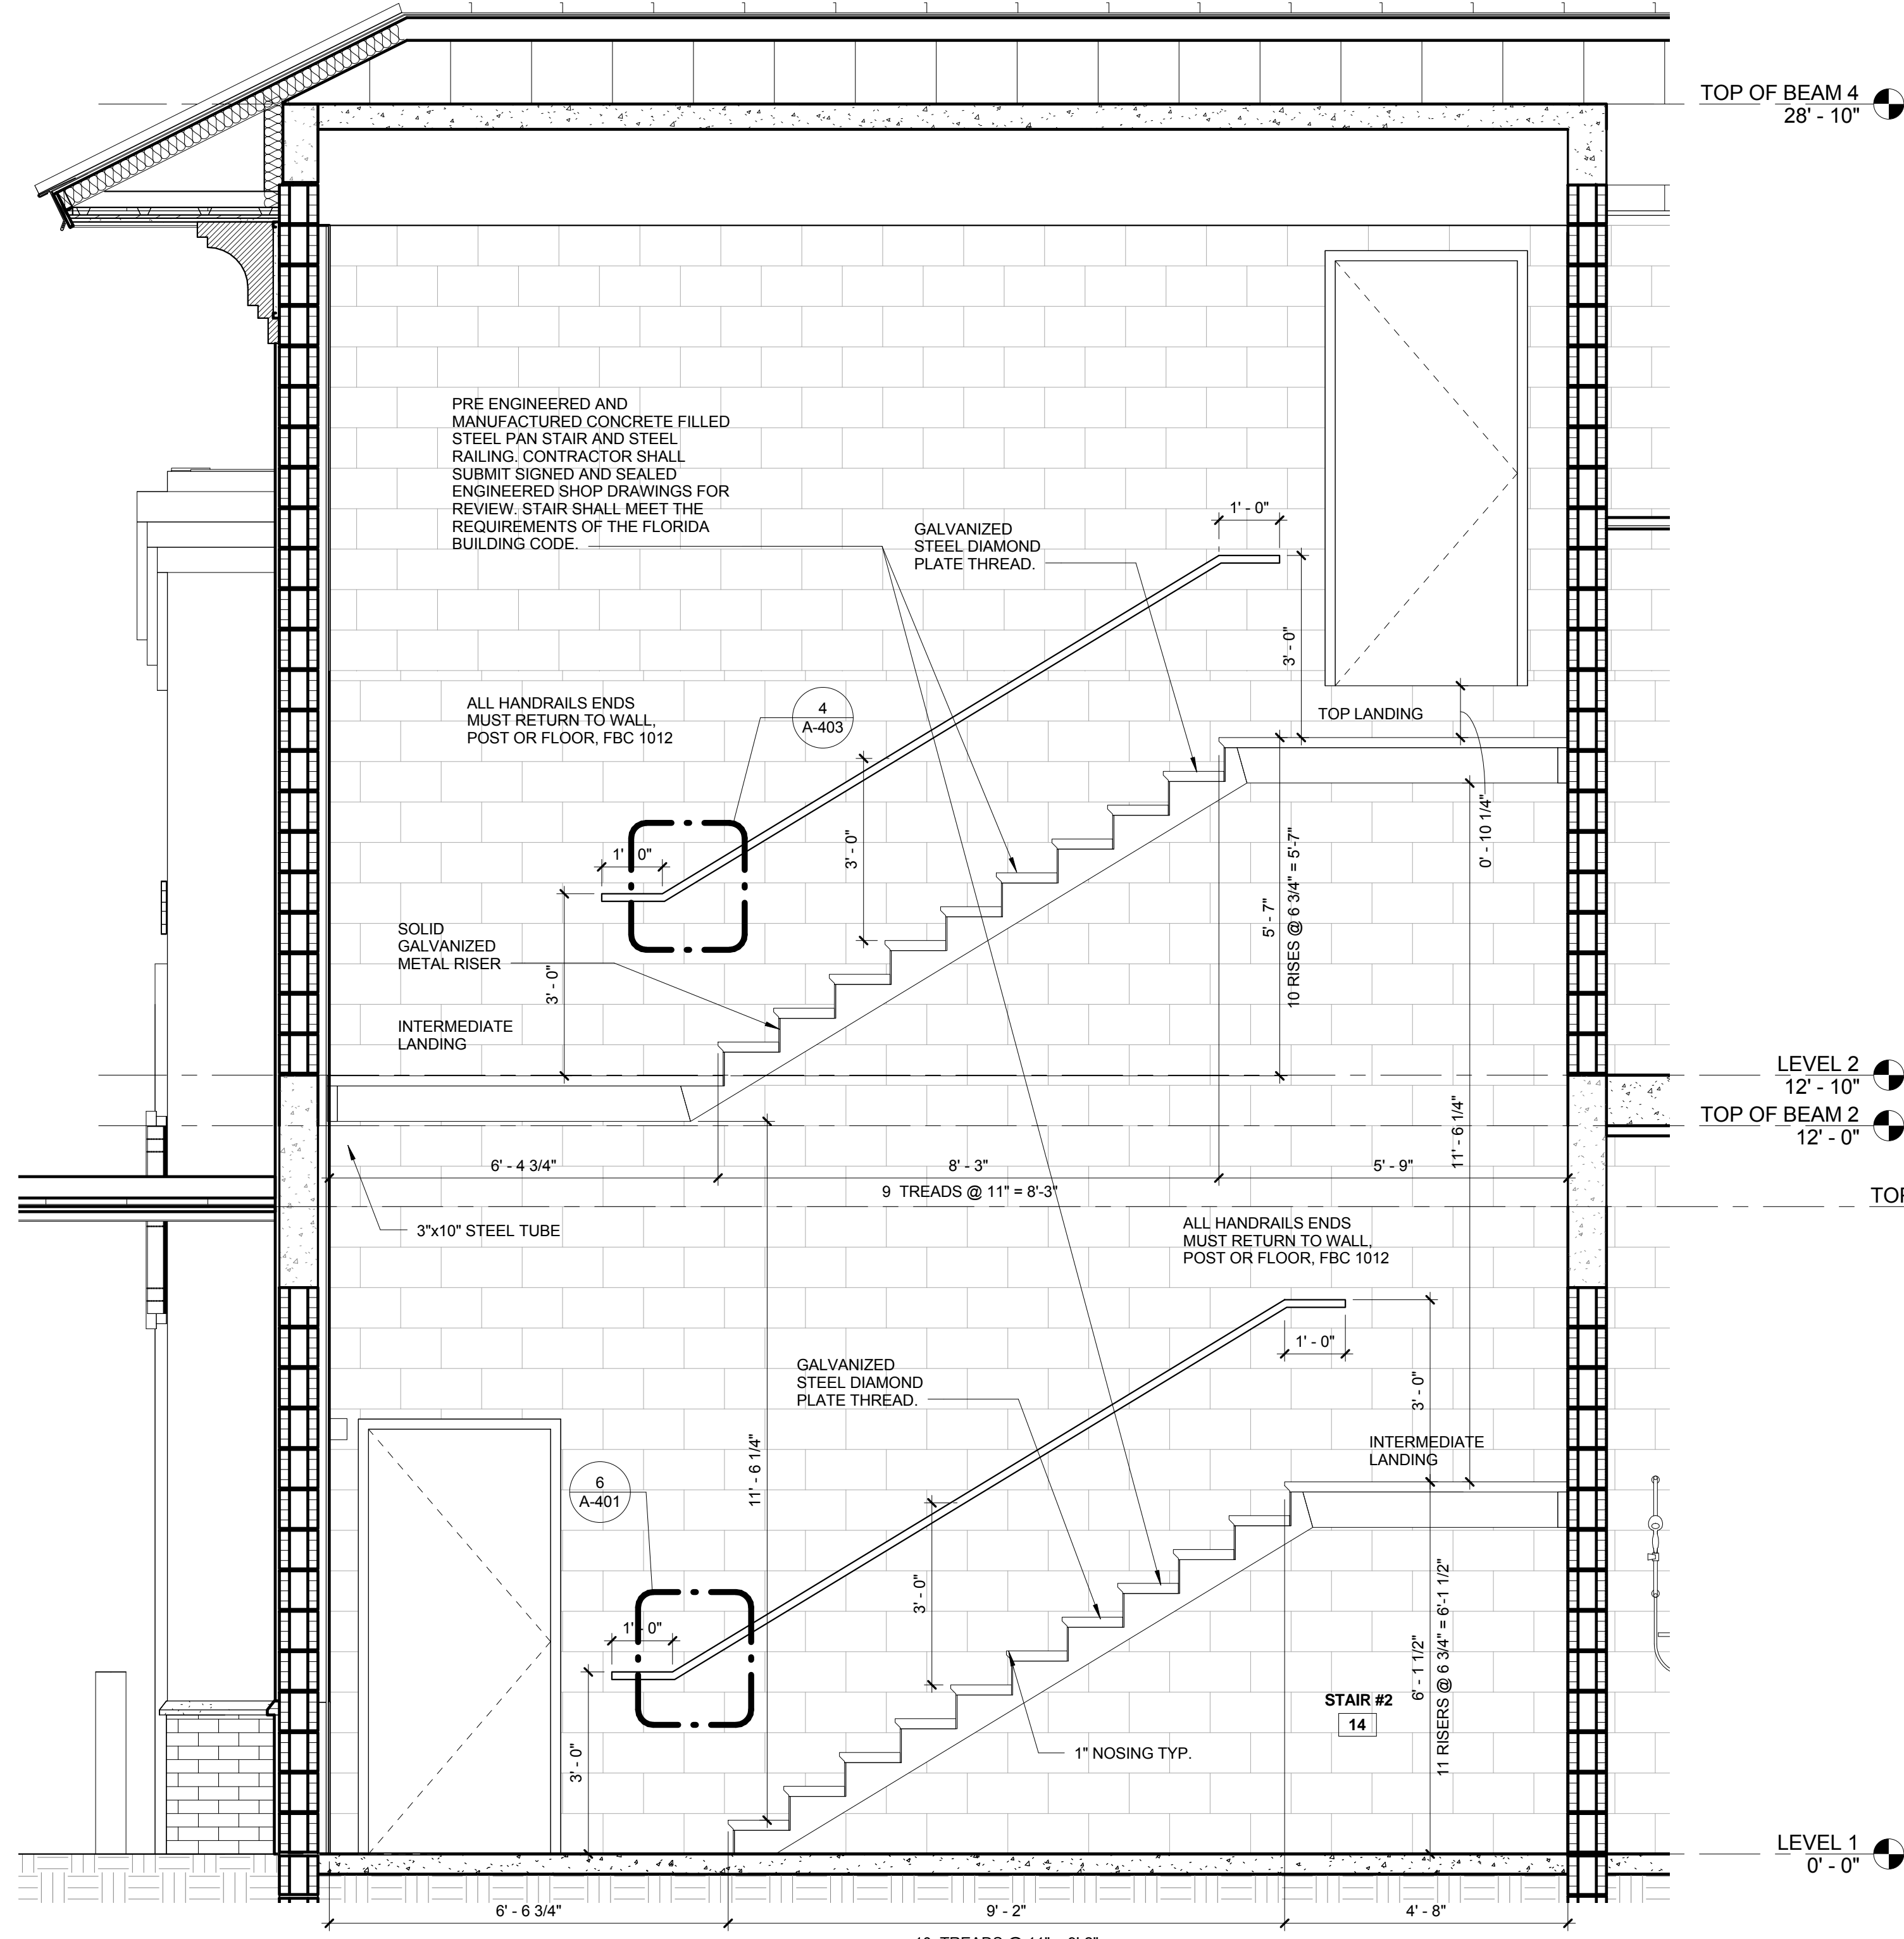 TOP OF BEAM 4
28' - 10"
PRE ENGINEERED AND
MANUFACTURED CONCRETE FILLED
STEEL PAN STAIR AND STEEL
RAILING. CONTRACTOR SHALL
SUBMIT SIGNED AND SEALED
ENGINEERED SHOP DRAWINGS FOR
REVIEW. STAIR SHALL MEET THE
REQUIREMENTS OF THE FLORIDA
BUILDING CODE.
GALVANIZED
STEEL DIAMOND
PLATE THREAD.
1' - 0"
3' - 0"
ALL HANDRAILS ENDS
MUST RETURN TO WALL,
POST OR FLOOR, FBC 1012
4
A-403
TOP LANDING
0' - 10 1/4"
1' - 0"
3' - 0"
5' - 7"
10 RISES @ 6 3/4" = 5'-7"
SOLID
GALVANIZED
METAL RISER
3' - 0"
INTERMEDIATE
LANDING
LEVEL 2
12' - 10"
TOP OF BEAM 2
12' - 0"
11' - 6 1/4"
6' - 4 3/4"
8' - 3"
5' - 9"
9 TREADS @ 11" = 8'-3"
3"x10" STEEL TUBE
ALL HANDRAILS ENDS
MUST RETURN TO WALL,
POST OR FLOOR, FBC 1012
1' - 0"
3' - 0"
GALVANIZED
STEEL DIAMOND
PLATE THREAD.
INTERMEDIATE
LANDING
11' - 6 1/4"
6
A-401
3' - 0"
1' - 0"
3' - 0"
6' - 1 1/2"
11 RISERS @ 6 3/4" = 6'-1 1/2"
STAIR #2
14
1" NOSING TYP.
LEVEL 1
0' - 0"
6' - 6 3/4"
9' - 2"
4' - 8"